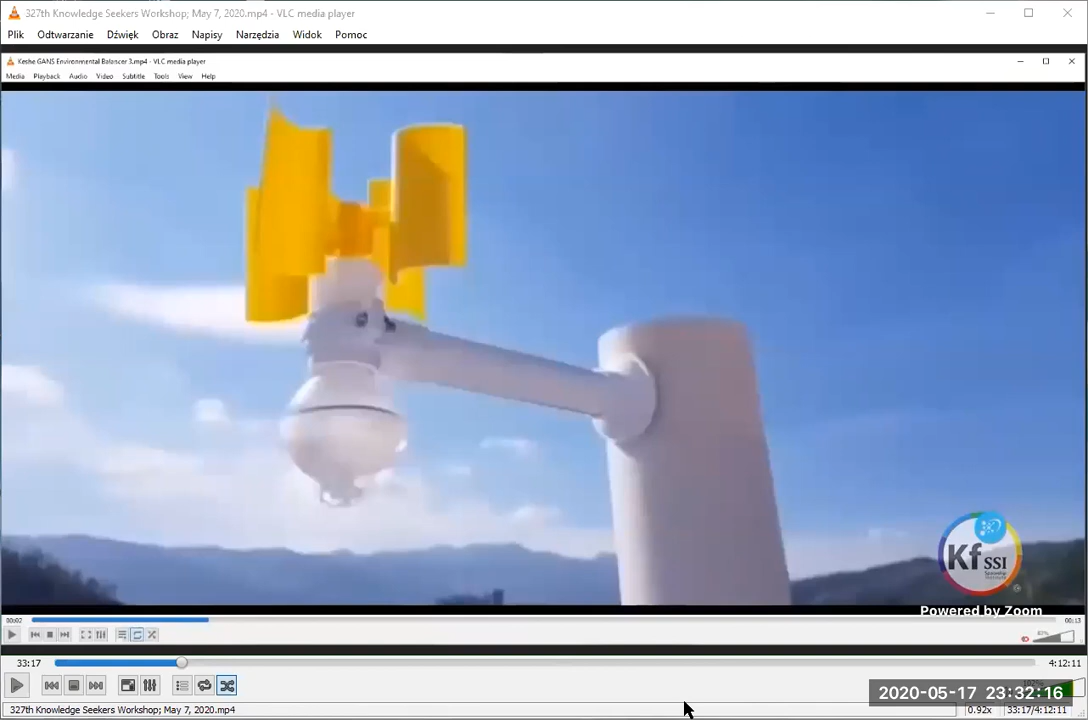 327th Knowledge Seekers Workshop; May 7, 2020.mp4 - VLC media player
Plik Odtwarzanie Dźwięk Obraz Napisy Narzędzia Widok Pomoc
Keshe GANS Environmental Balancer 3.mp4 - VLC media player
Media Playback Audio Video Subtitle Tools View Help
Kf SSI
Powered by Zoom
00:02 00:13
33:17 4:12:11
2020-05-17 23:32:16
327th Knowledge Seekers Workshop; May 7, 2020.mp4 0.92x 33:17/4:12:11